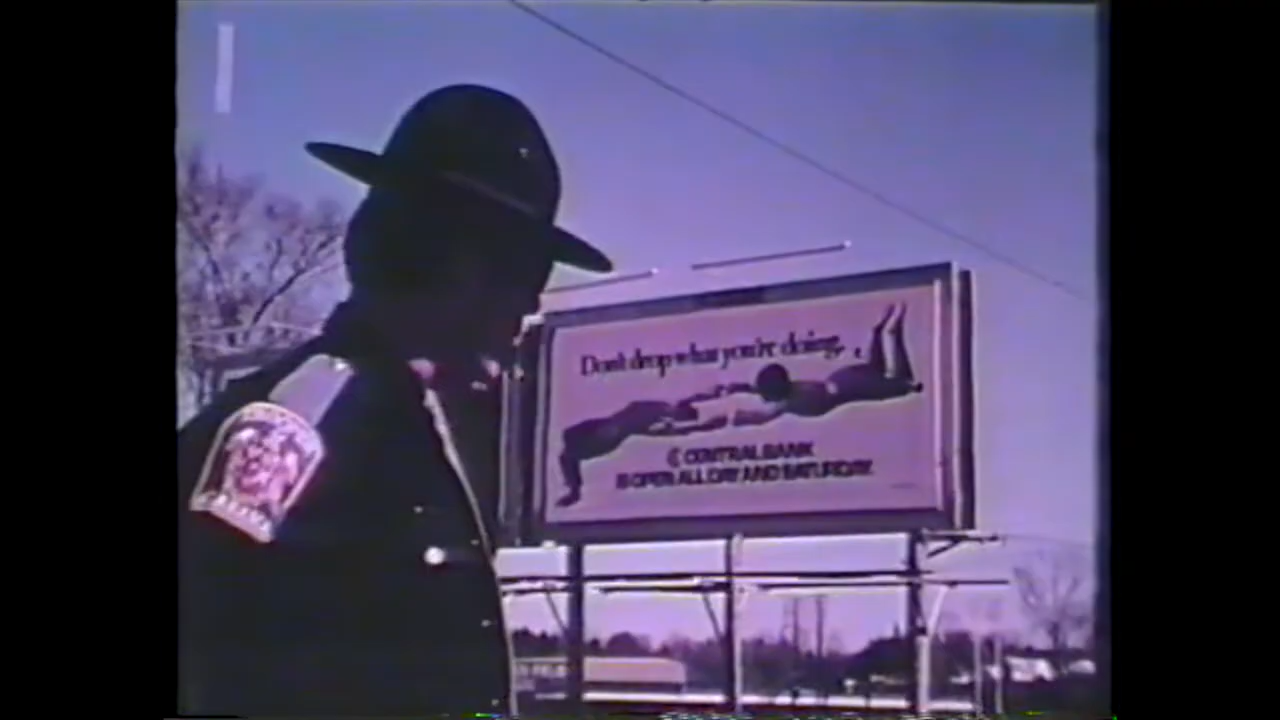 Don't drop what you're doing.
CENTRAL BANK
IS OPEN ALL DAY AND SATURDAY.